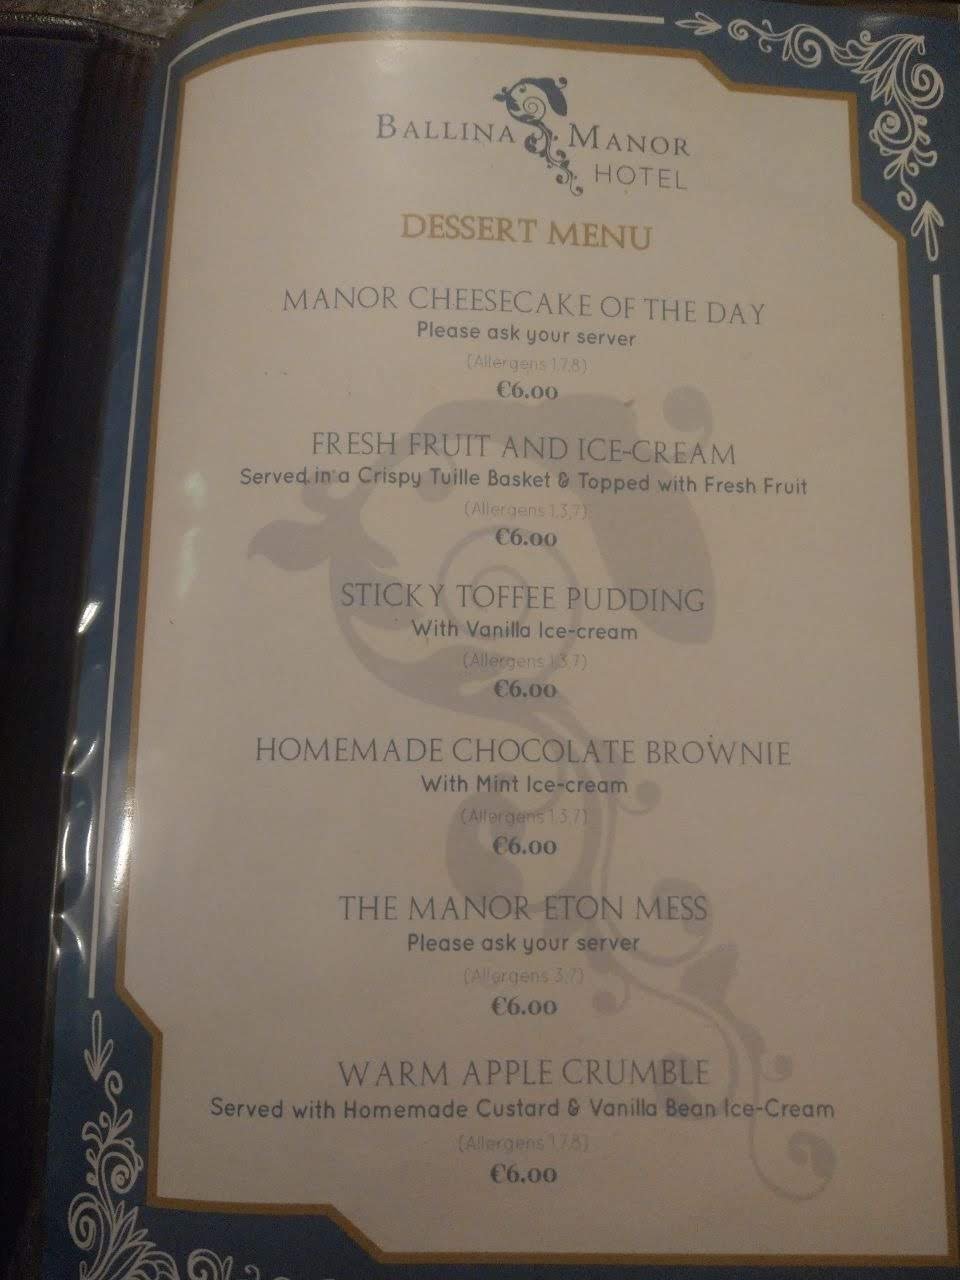 BALLINA MANOR
HOTEL
DESSERT MENU
MANOR CHEESECAKE OF THE DAY
Please ask your server
(Allergens 1,7,8)
€6.00
FRESH FRUIT AND ICE-CREAM
Served in a Crispy Tuille Basket & Topped with Fresh Fruit
(Allergens 1,3,7)
€6.00
STICKY TOFFEE PUDDING
With Vanilla Ice-cream
(Allergens 1,3,7)
€6.00
HOMEMADE CHOCOLATE BROWNIE
With Mint Ice-cream
(Allergens 1,3,7)
€6.00
THE MANOR ETON MESS
Please ask your server
(Allergens 3,7)
€6.00
WARM APPLE CRUMBLE
Served with Homemade Custard & Vanilla Bean Ice-Cream
(Allergens 1,7,8)
€6.00